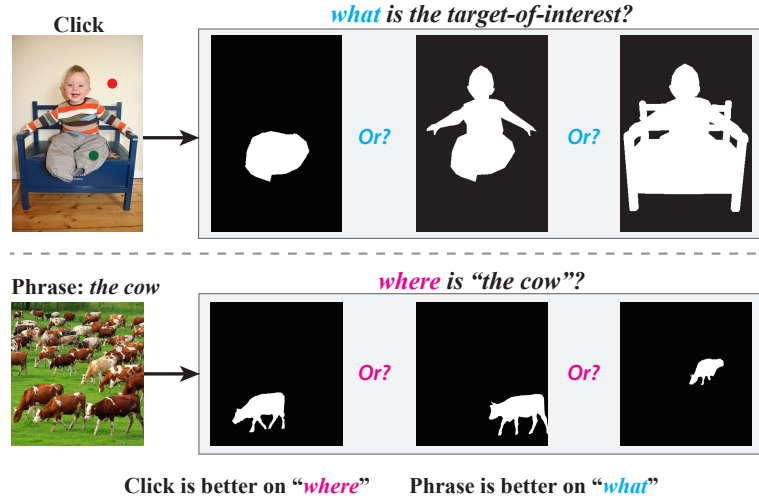 Click
what is the target-of-interest?
Or?
Or?
Phrase: the cow
where is “the cow”?
Or?
Or?
Click is better on “where”
Phrase is better on “what”